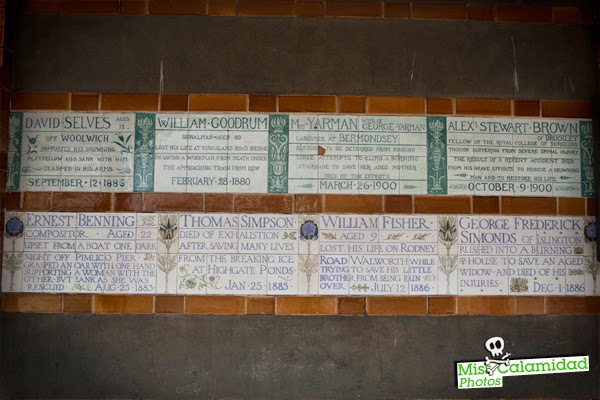 DAVID SELVES AGED 12
OFF WOOLWICH
SUPPORTED HIS DROWNING
PLAYFELLOW AND SANK WITH HIM
CLASPED IN HIS ARMS
SEPTEMBER 12 · 1886
WILLIAM GOODRUM
SIGNALMAN · AGED 60
LOST HIS LIFE AT KINGSLAND ROAD BRIDGE
IN SAVING A WORKMAN FROM DEATH UNDER
THE APPROACHING TRAIN FROM KEW
FEBRUARY · 28 · 1880
MRS YARMAN WIFE OF GEORGE YARMAN
LABOURER AT BERMONDSEY
REFUSING TO BE DETERRED FROM MAKING
THREE ATTEMPTS TO CLIMB A BURNING
STAIRCASE TO SAVE HER AGED MOTHER
DIED OF THE EFFECTS
MARCH · 26 · 1900
ALEXR STEWART BROWN
OF BROCKLEY
FELLOW OF THE ROYAL COLLEGE OF SURGEONS
THOUGH SUFFERING FROM SEVERE SPINAL INJURY
THE RESULT OF A RECENT ACCIDENT DIED
FROM HIS BRAVE EFFORTS TO RESCUE A DROWNING
MAN AND TO RESTORE HIS LIFE
OCTOBER 9 · 1900
ERNEST BENNING
COMPOSITOR · AGED 22
UPSET FROM A BOAT ONE DARK
NIGHT OFF PIMLICO PIER
GRASPED AN OAR WITH ONE HAND
SUPPORTING A WOMAN WITH THE
OTHER BUT SANK AS SHE WAS
RESCUED AUG · 25 · 1883
THOMAS SIMPSON
DIED OF EXHAUSTION
AFTER SAVING MANY LIVES
FROM THE BREAKING ICE
AT HIGHGATE PONDS
JAN · 25 · 1885
WILLIAM FISHER
AGED 9
LOST HIS LIFE ON RODNEY
ROAD WALWORTH WHILE
TRYING TO SAVE HIS LITTLE
BROTHER FROM BEING RUN
OVER JULY 12 · 1886
GEORGE FREDERICK
SIMONDS OF ISLINGTON
RUSHED INTO A BURNING
HOUSE TO SAVE AN AGED
WIDOW AND DIED OF HIS
INJURIES
DEC · 1 · 1886
Miss Calamidad
Photos